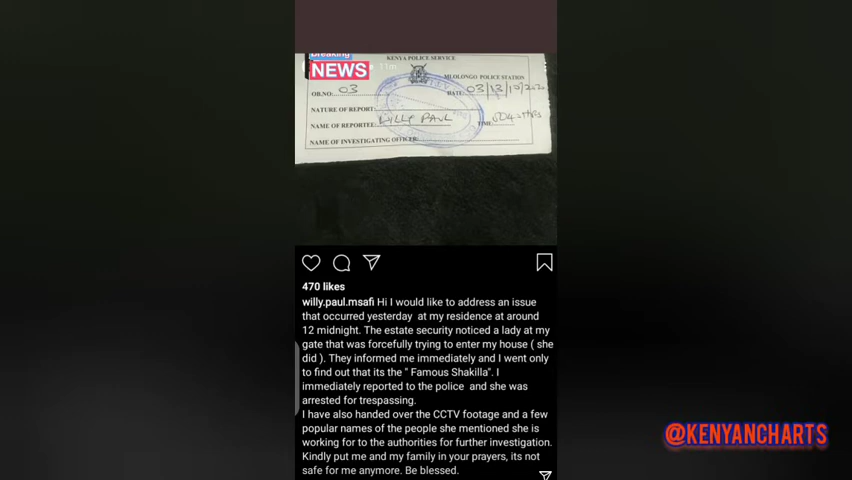 Breaking
NEWS
11m
KENYA POLICE SERVICE
MLOLONGO POLICE STATION
OB.NO: 03
DATE: 03/13/10/2020
NATURE OF REPORT:
NAME OF REPORTEE: WILLY PAUL
TIME:
NAME OF INVESTIGATING OFFICER:
470 likes
willy.paul.msafi Hi I would like to address an issue
that occurred yesterday at my residence at around
12 midnight. The estate security noticed a lady at my
gate that was forcefully trying to enter my house ( she
did ). They informed me immediately and I went only
to find out that its the " Famous Shakilla". I
immediately reported to the police and she was
arrested for trespassing.
I have also handed over the CCTV footage and a few
popular names of the people she mentioned she is
working for to the authorities for further investigation.
Kindly put me and my family in your prayers, its not
safe for me anymore. Be blessed.
@KENYANCHARTS